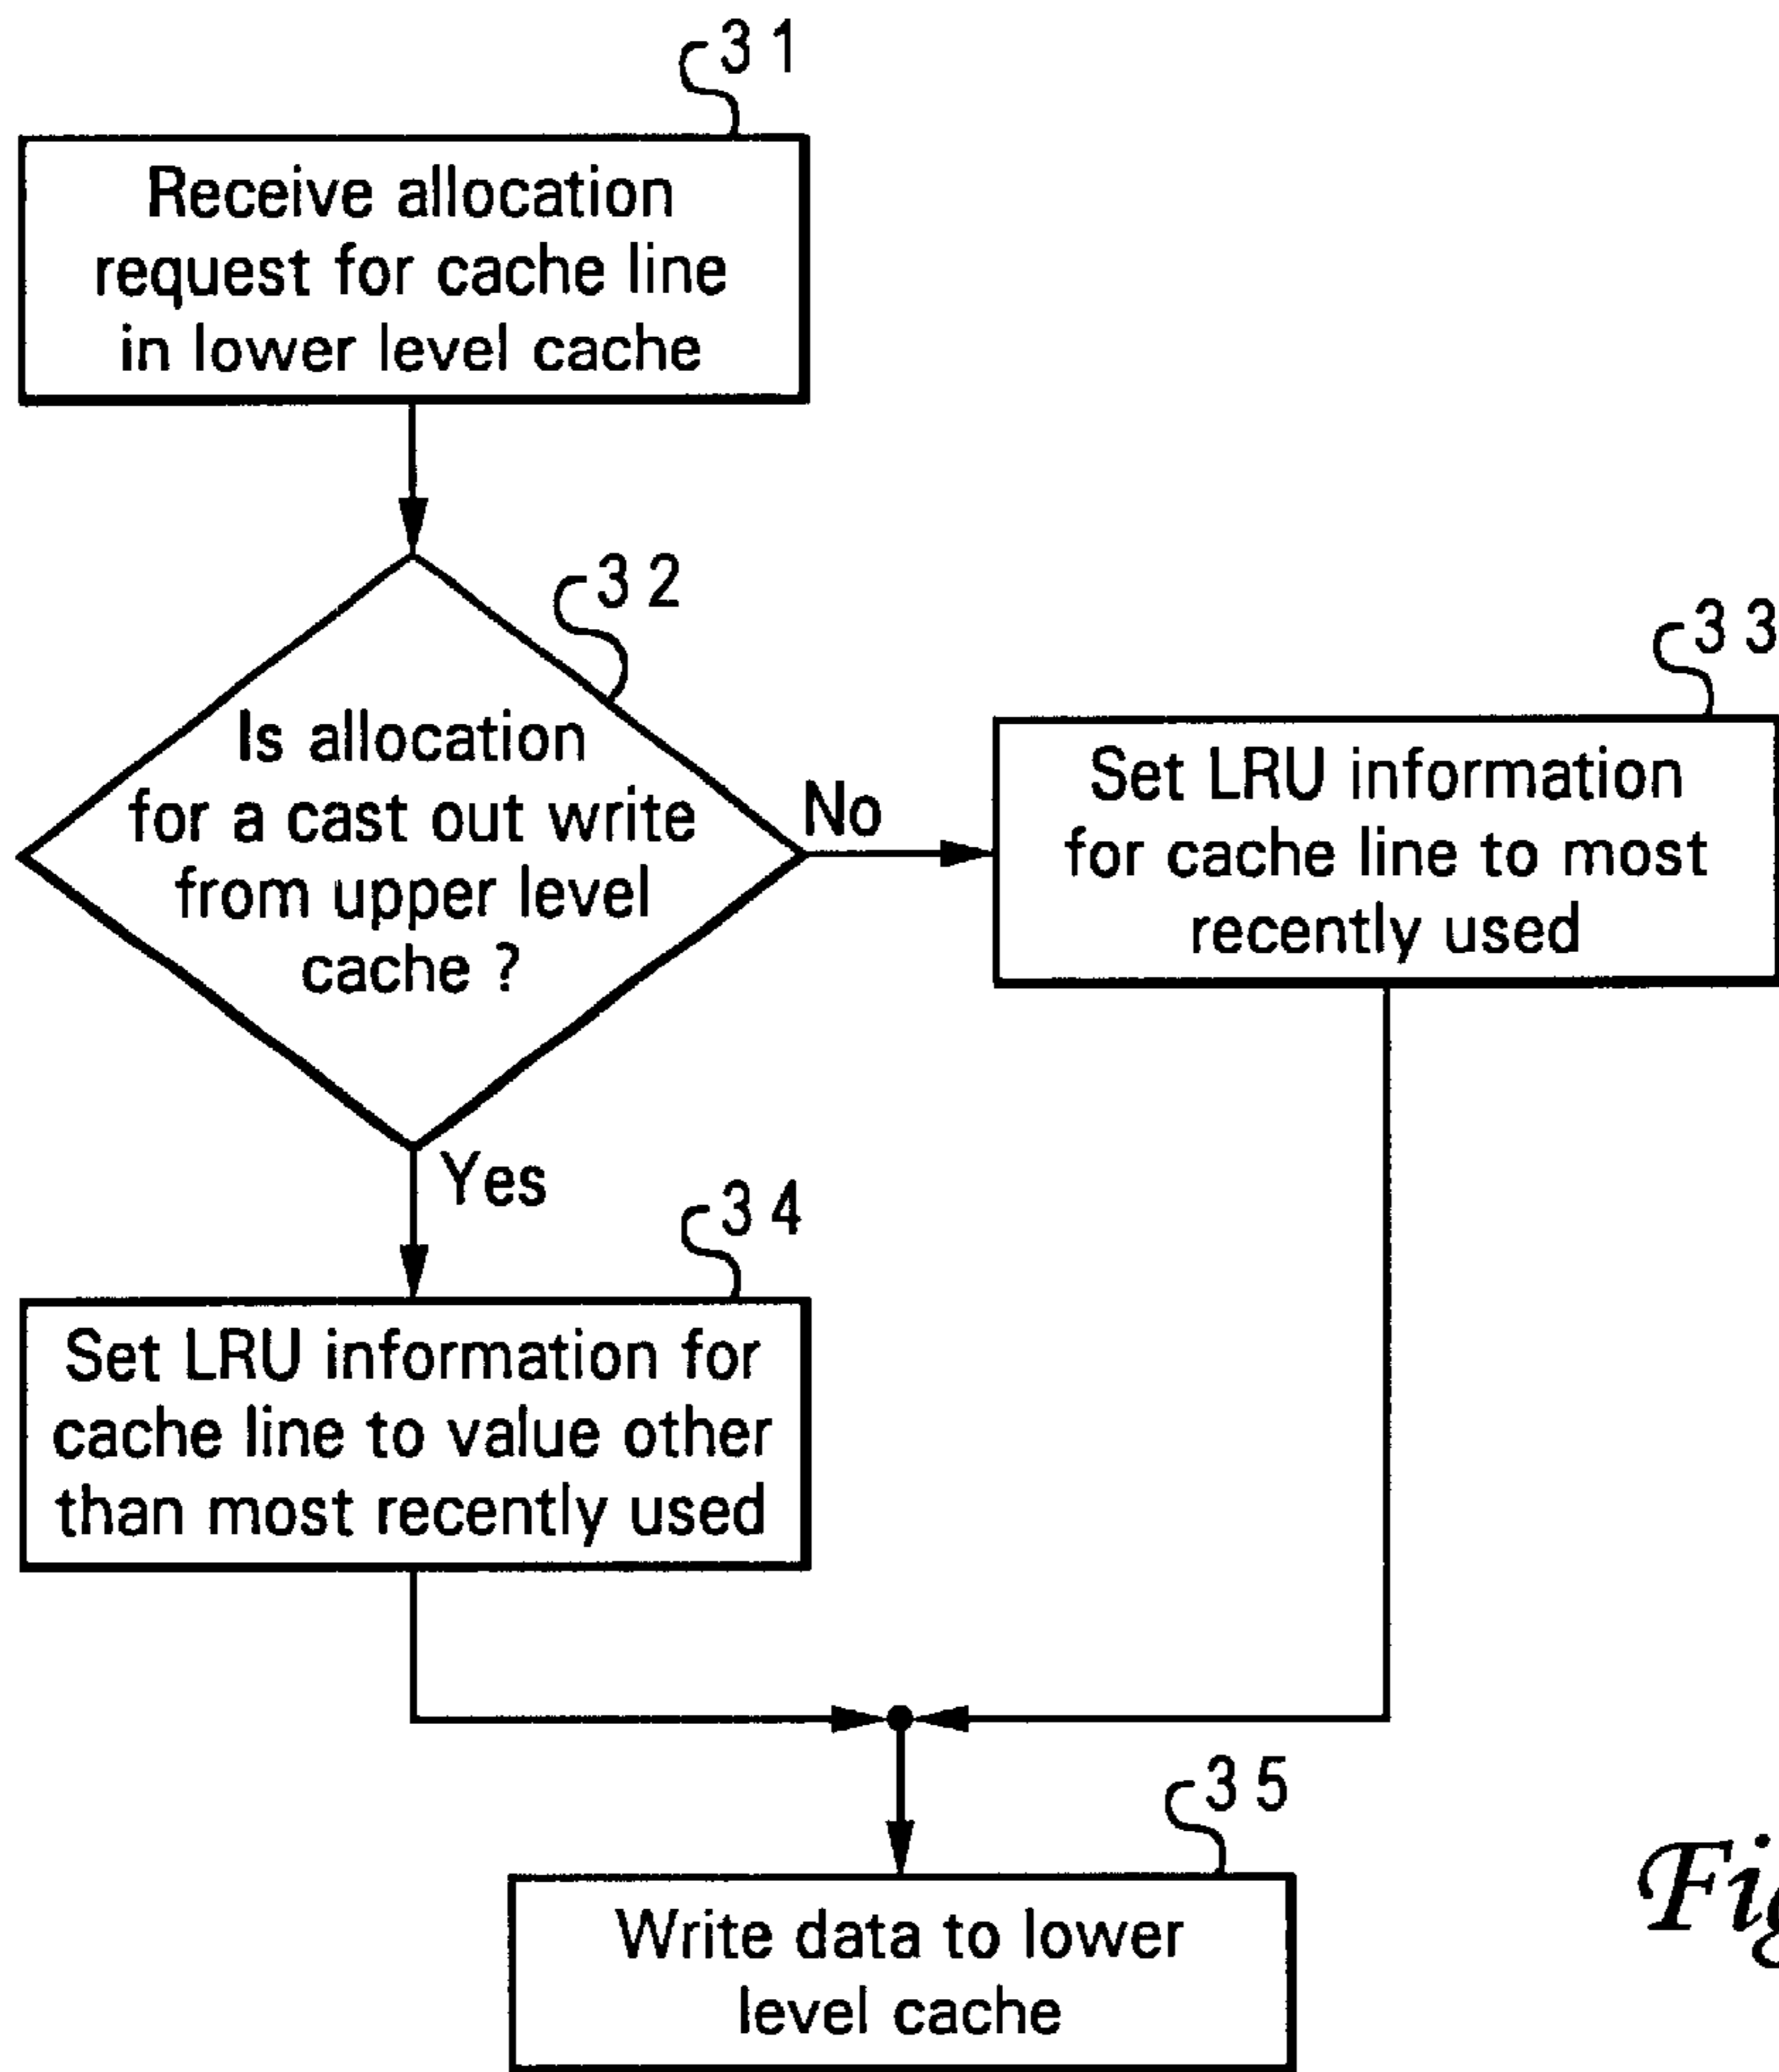 31
Receive allocation
request for cache line
in lower level cache
32
Is allocation
for a cast out write
from upper level
cache ?
No
33
Set LRU information
for cache line to most
recently used
Yes
34
Set LRU information for
cache line to value other
than most recently used
35
Write data to lower
level cache